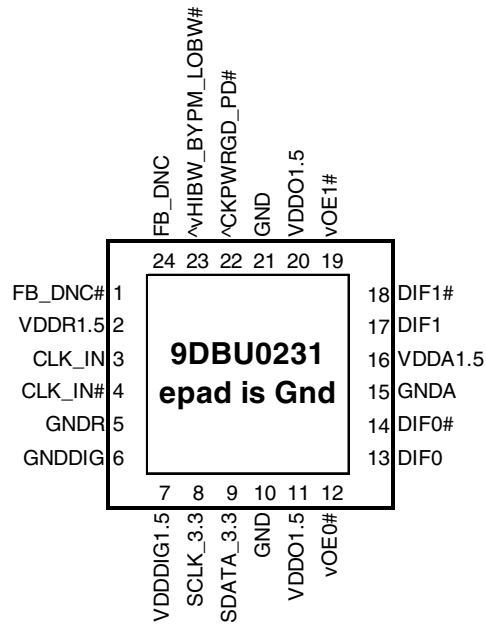 FB_DNC
^vHIBW_BYPM_LOBW#
^CKPWRGD_PD#
GND
VDDO1.5
vOE1#
24 23 22 21 20 19
FB_DNC# 1
VDDR1.5 2
CLK_IN 3
CLK_IN# 4
GNDR 5
GNDDIG 6
9DBU0231
epad is Gnd
18 DIF1#
17 DIF1
16 VDDA1.5
15 GNDA
14 DIF0#
13 DIF0
7 8 9 10 11 12
VDDDIG1.5
SCLK_3.3
SDATA_3.3
GND
VDDO1.5
vOE0#